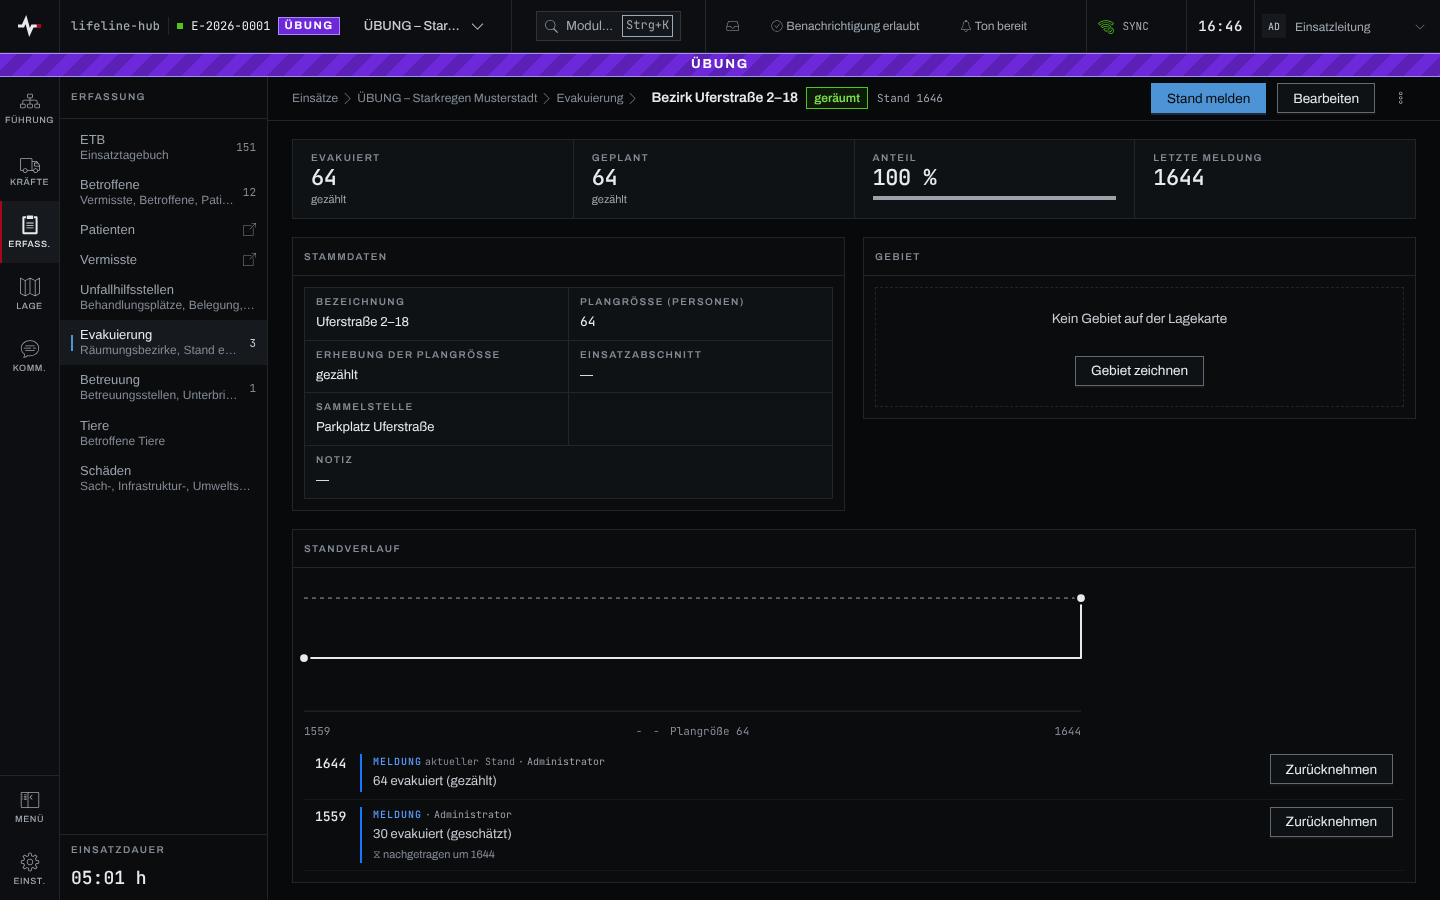 lifeline-hub
E-2026-0001 ÜBUNG
ÜBUNG – Star...
Modul... Strg+K
Benachrichtigung erlaubt
Ton bereit
SYNC
16:46
AD Einsatzleitung
ÜBUNG
FÜHRUNG
KRÄFTE
ERFASS.
LAGE
KOMM.
MENÜ
EINST.
ERFASSUNG
ETB
Einsatztagebuch
151
Betroffene
Vermisste, Betroffene, Pati...
12
Patienten
Vermisste
Unfallhilfsstellen
Behandlungsplätze, Belegung,...
Evakuierung
Räumungsbezirke, Stand e...
3
Betreuung
Betreuungsstellen, Unterbri...
1
Tiere
Betroffene Tiere
Schäden
Sach-, Infrastruktur-, Umwelts...
EINSATZDAUER
05:01 h
Einsätze > ÜBUNG – Starkregen Musterstadt > Evakuierung > Bezirk Uferstraße 2–18 geräumt Stand 1646
Stand melden
Bearbeiten
EVAKUIERT
64
gezählt
GEPLANT
64
gezählt
ANTEIL
100 %
LETZTE MELDUNG
1644
STAMMDATEN
BEZEICHNUNG
Uferstraße 2–18
PLANGRÖSSE (PERSONEN)
64
ERHEBUNG DER PLANGRÖSSE
gezählt
EINSATZABSCHNITT
—
SAMMELSTELLE
Parkplatz Uferstraße
NOTIZ
—
GEBIET
Kein Gebiet auf der Lagekarte
Gebiet zeichnen
STANDVERLAUF
1559
- - Plangröße 64
1644
1644
MELDUNG aktueller Stand · Administrator
64 evakuiert (gezählt)
Zurücknehmen
1559
MELDUNG · Administrator
30 evakuiert (geschätzt)
nachgetragen um 1644
Zurücknehmen